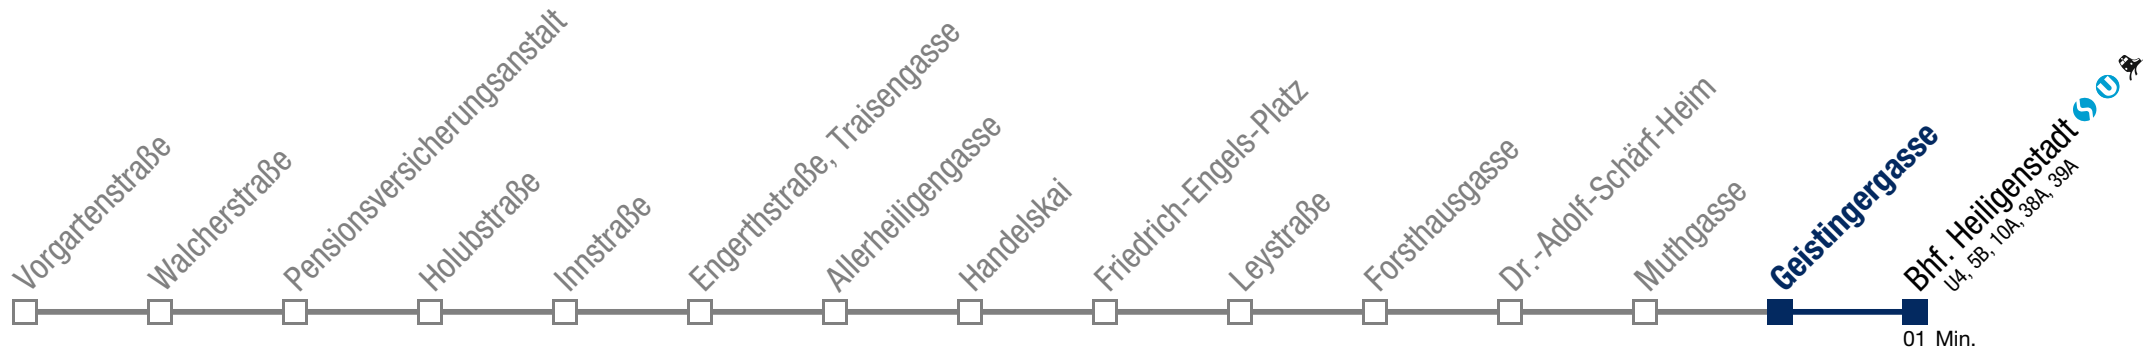 Vorgartenstraße
Walcherstraße
Pensionsversicherungsanstalt
Holubstraße
Innstraße
Engerthstraße, Traisengasse
Allerheiligengasse
Handelskai
Friedrich-Engels-Platz
Leystraße
Forsthausgasse
Dr.-Adolf-Schärf-Heim
Muthgasse
Geistingergasse
Bhf. Heiligenstadt
U4, 5B, 10A, 38A, 39A
01 Min.